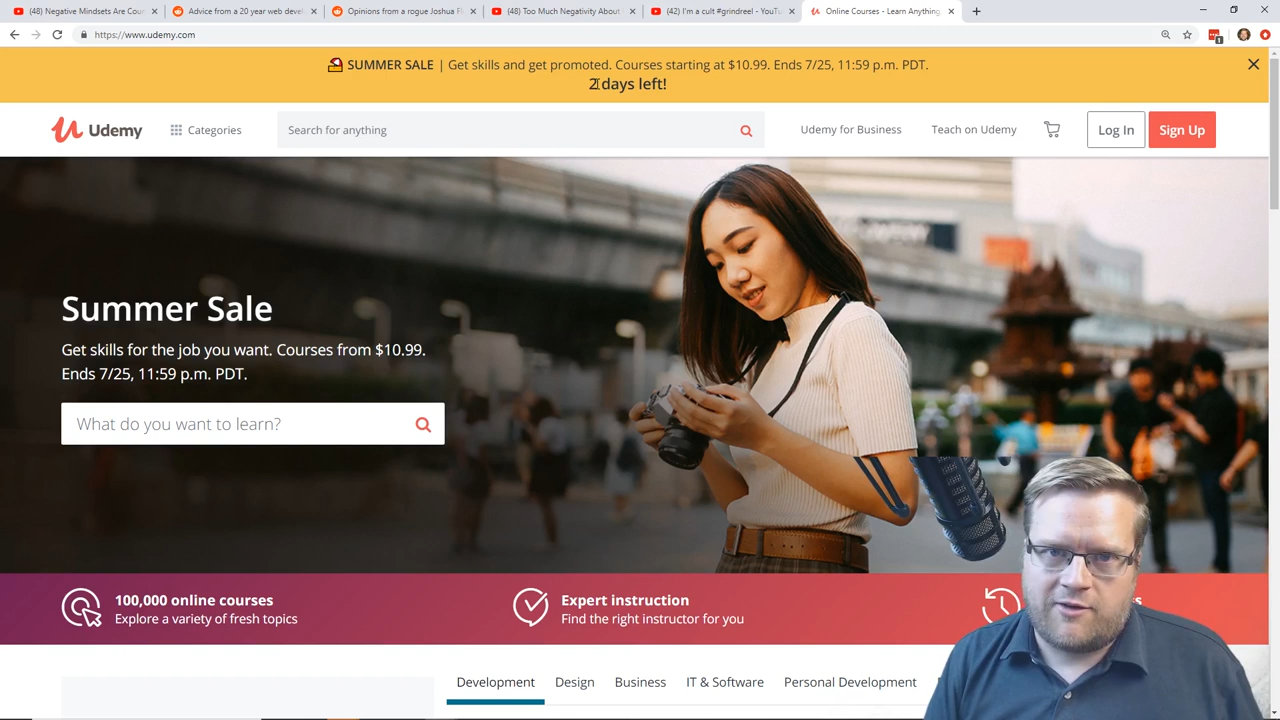 (48) Negative Mindsets Are Coun
Advice from a 20 year web devel
Opinions from a rogue Joshua Fl
(48) Too Much Negativity About
(42) I'm a cult #grindreel - YouTu
Online Courses - Learn Anything
https://www.udemy.com
SUMMER SALE | Get skills and get promoted. Courses starting at $10.99. Ends 7/25, 11:59 p.m. PDT.
2 days left!
Udemy
Categories
Search for anything
Udemy for Business
Teach on Udemy
Log In
Sign Up
Summer Sale
Get skills for the job you want. Courses from $10.99.
Ends 7/25, 11:59 p.m. PDT.
What do you want to learn?
100,000 online courses
Explore a variety of fresh topics
Expert instruction
Find the right instructor for you
Development
Design
Business
IT & Software
Personal Development